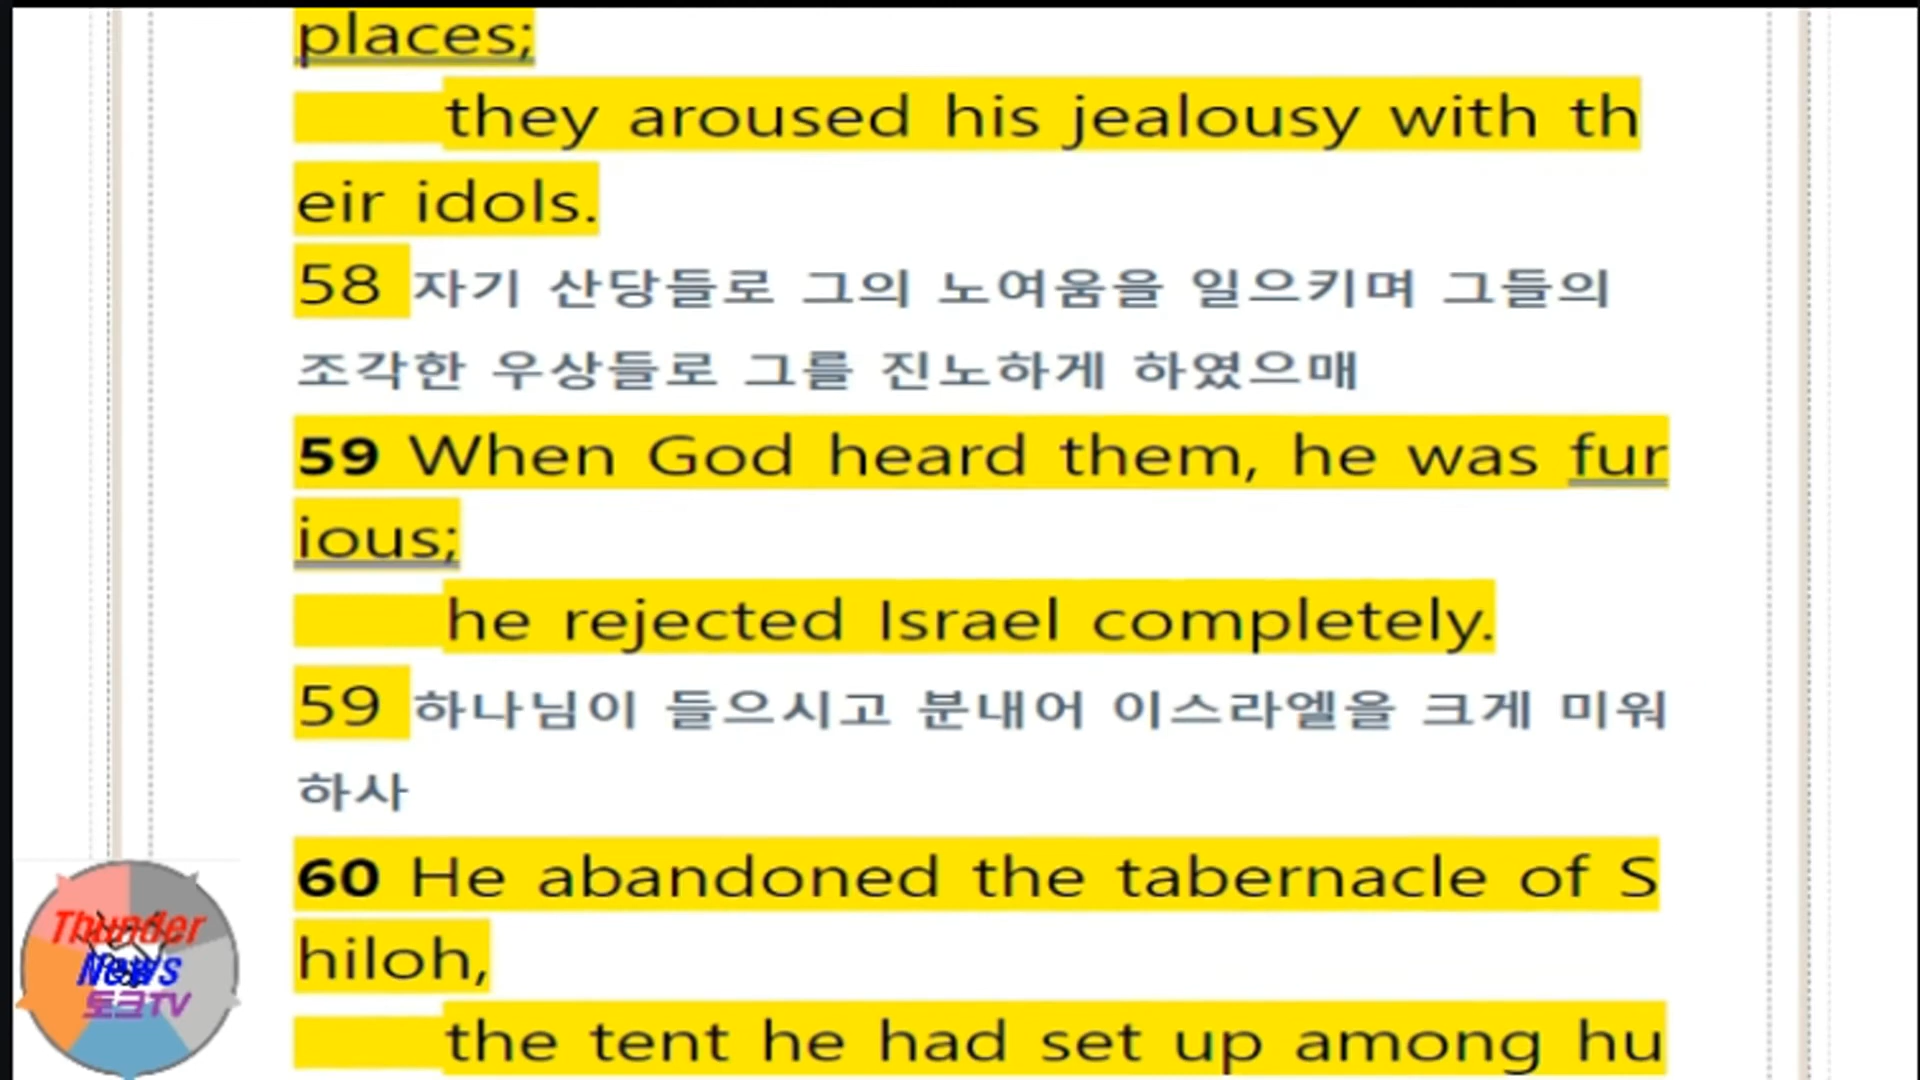 places;
they aroused his jealousy with th
eir idols.
58 자기 산당들로 그의 노여움을 일으키며 그들의
조각한 우상들로 그를 진노하게 하였으매
59 When God heard them, he was fur
ious;
he rejected Israel completely.
59 하나님이 들으시고 분내어 이스라엘을 크게 미워
하사
60 He abandoned the tabernacle of S
hiloh,
the tent he had set up among hu
Thunder
News
토크TV